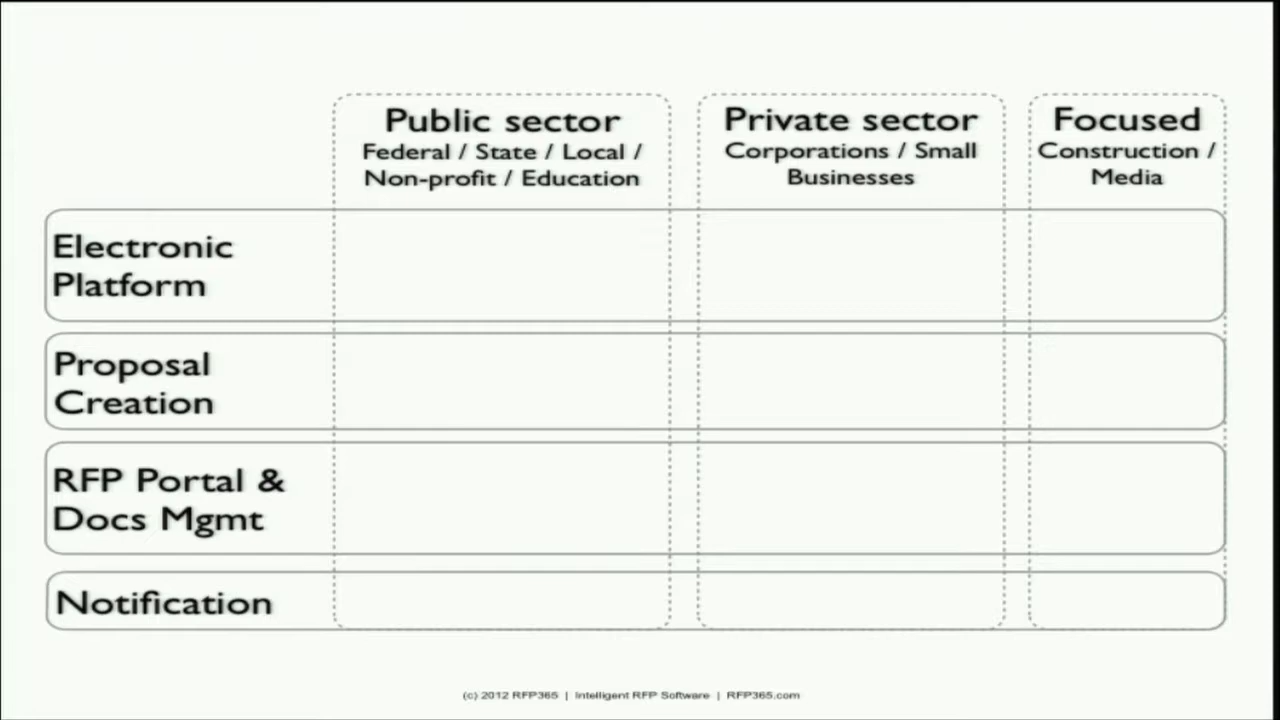 Public sector
Federal / State / Local /
Non-profit / Education
Private sector
Corporations / Small
Businesses
Focused
Construction /
Media
Electronic
Platform
Proposal
Creation
RFP Portal &
Docs Mgmt
Notification
(c) 2012 RFP365 | Intelligent RFP Software | RFP365.com